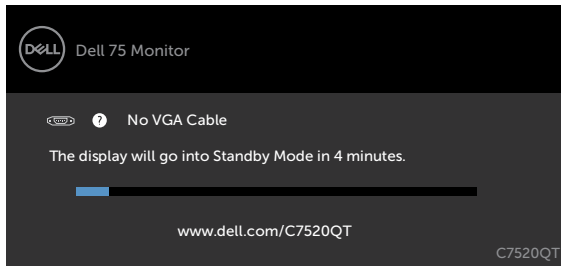 DELL Dell 75 Monitor
? No VGA Cable
The display will go into Standby Mode in 4 minutes.
www.dell.com/C7520QT
C7520QT